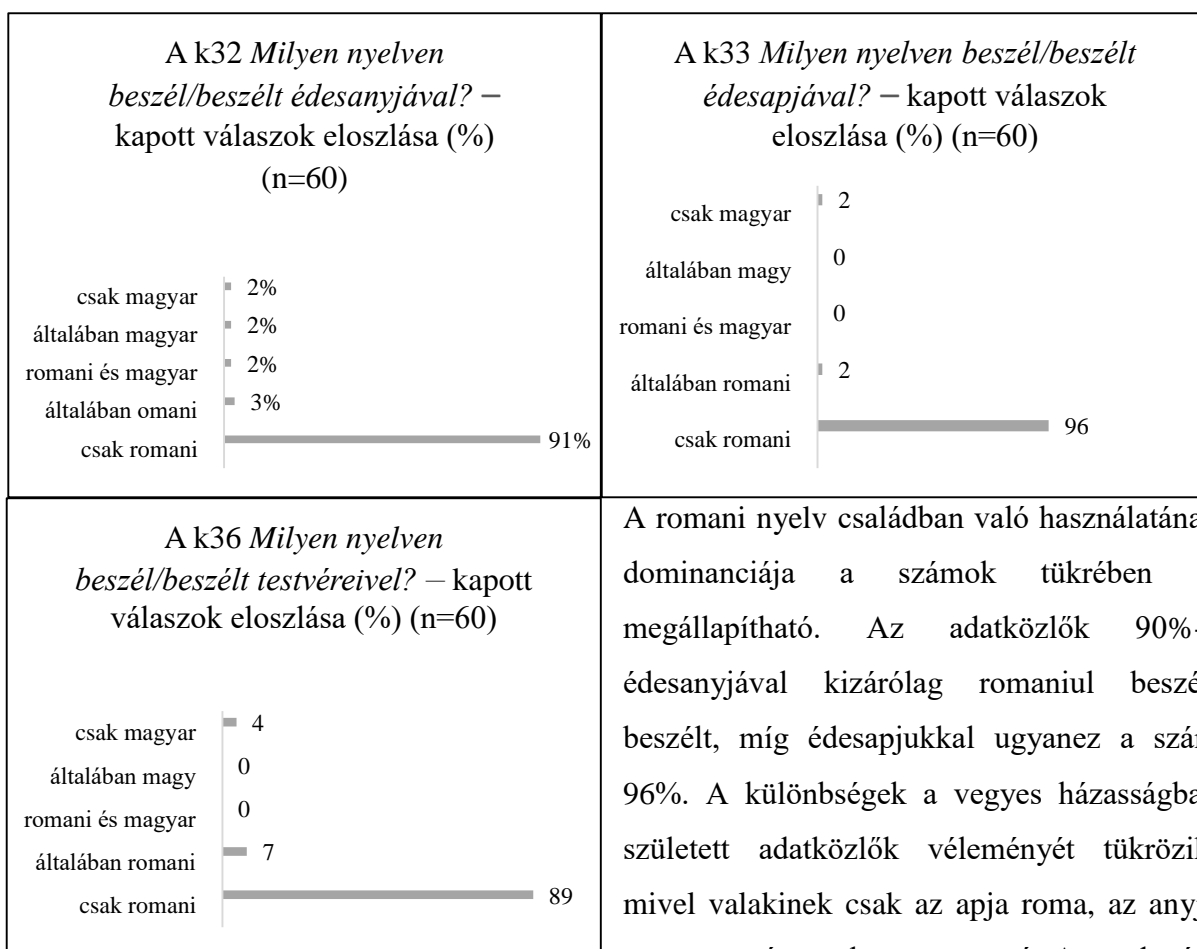 A k32 Milyen nyelven
beszél/beszélt édesanyjával? –
kapott válaszok eloszlása (%)
(n=60)
csak magyar 2%
általában magyar 2%
romani és magyar 2%
általában omani 3%
csak romani 91%
A k33 Milyen nyelven beszél/beszélt
édesapjával? – kapott válaszok
eloszlása (%) (n=60)
csak magyar 2
általában magy 0
romani és magyar 0
általában romani 2
csak romani 96
A k36 Milyen nyelven
beszél/beszélt testvéreivel? – kapott
válaszok eloszlása (%) (n=60)
csak magyar 4
általában magy 0
romani és magyar 0
általában romani 7
csak romani 89
A romani nyelv családban való használatána
dominanciája a számok tükrében
megállapítható. Az adatközlők 90%-
édesanyjával kizárólag romaniul beszé
beszélt, míg édesapjukkal ugyanez a szá
96%. A különbségek a vegyes házasságba
született adatközlők véleményét tükrözi
mivel valakinek csak az apja roma, az any